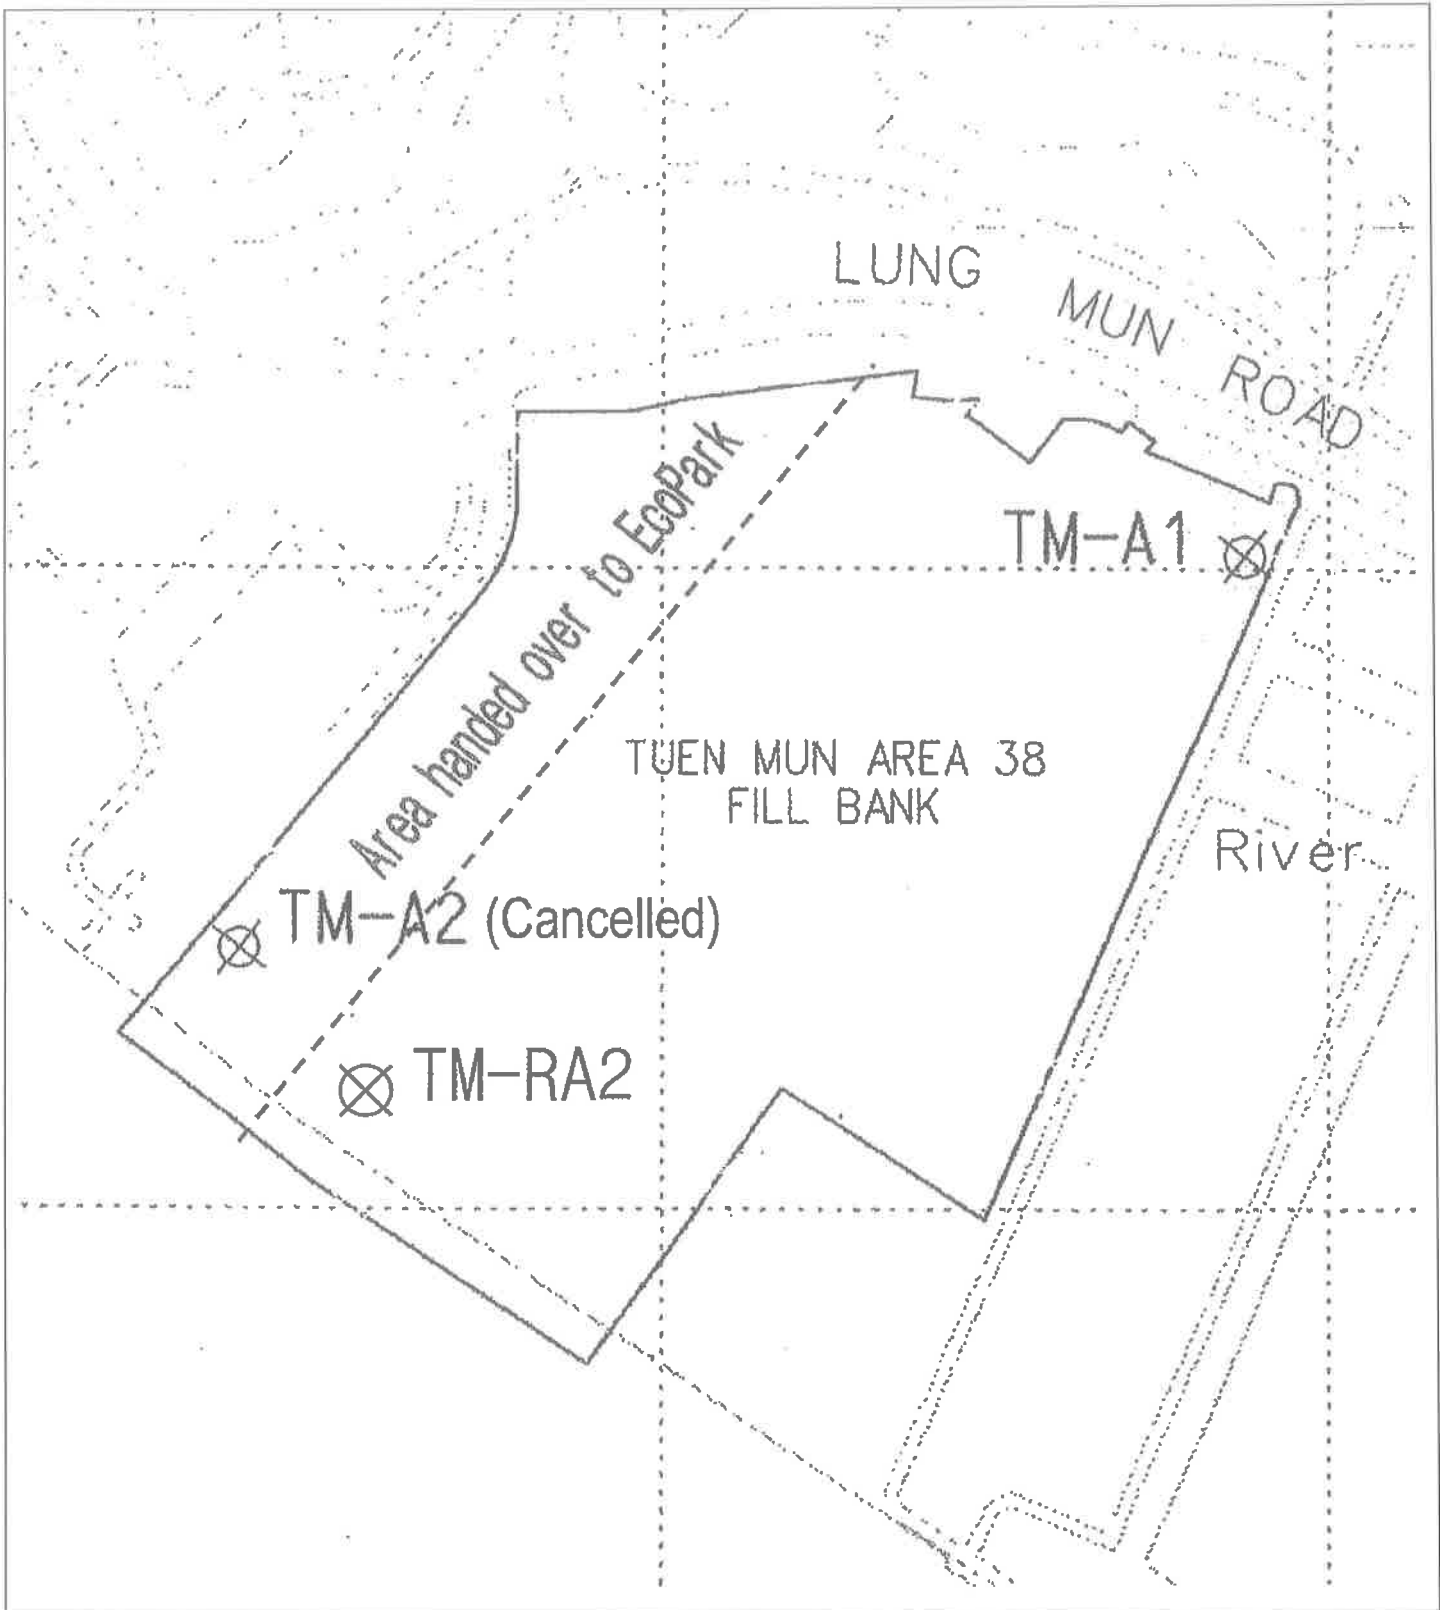 LUNG MUN ROAD
Area handed over to EcoPark
TM-A1
TUEN MUN AREA 38
FILL BANK
River
TM-A2 (Cancelled)
TM-RA2